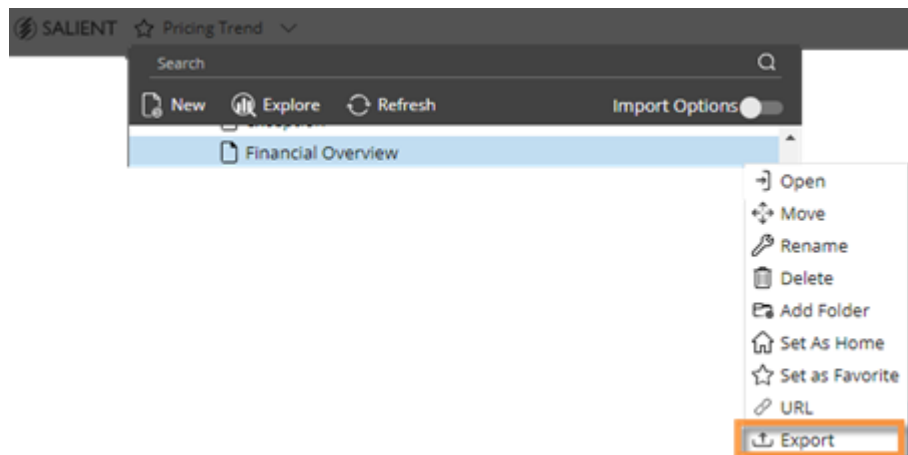 SALIENT Pricing Trend
Search
New Explore Refresh Import Options
Financial Overview
Open
Move
Rename
Delete
Add Folder
Set As Home
Set as Favorite
URL
Export